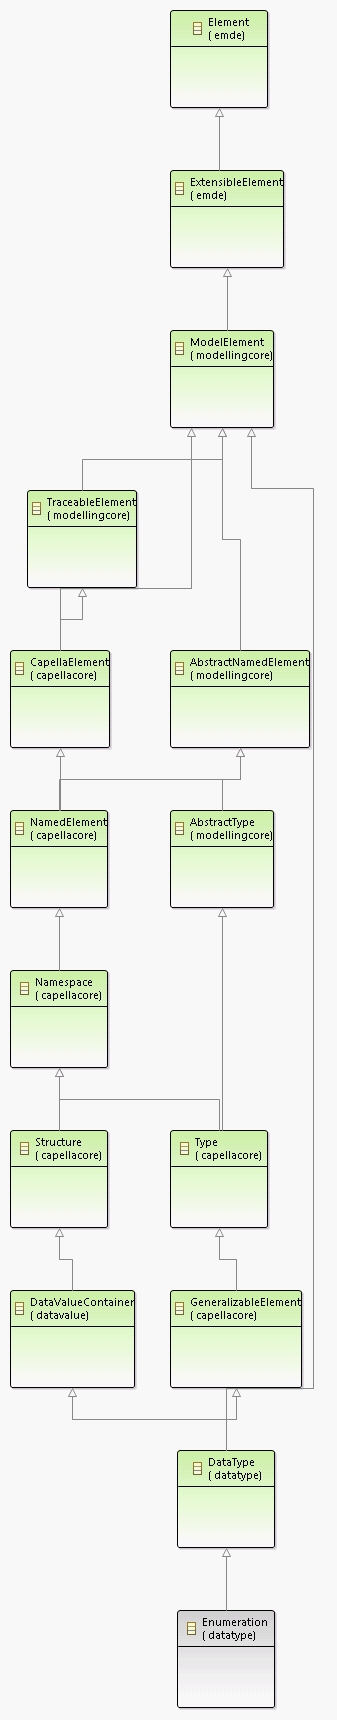 Element
( emde)
ExtensibleElement
( emde)
ModelElement
( modellingcore)
TraceableElement
( modellingcore)
CapellaElement
( capellacore)
AbstractNamedElement
( modellingcore)
NamedElement
( capellacore)
AbstractType
( modellingcore)
Namespace
( capellacore)
Structure
( capellacore)
Type
( capellacore)
DataValueContainer
( datavalue)
GeneralizableElement
( capellacore)
DataType
( datatype)
Enumeration
( datatype)